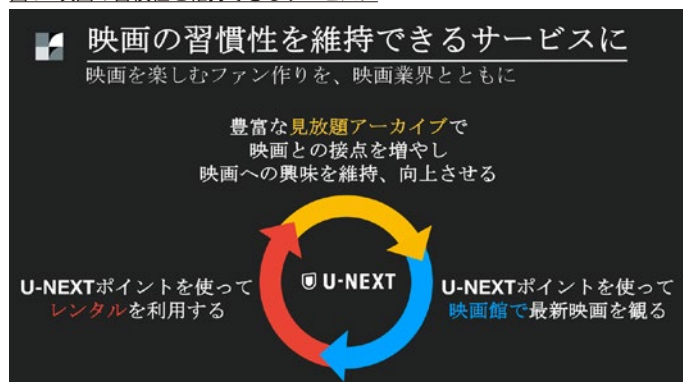 映画の習慣性を維持できるサービスに
映画を楽しむファン作りを、映画業界とともに
豊富な見放題アーカイブで
映画との接点を増やし
映画への興味を維持、向上させる
U-NEXTポイントを使って
レンタルを利用する
U-NEXT
U-NEXTポイントを使って
映画館で最新映画を観る